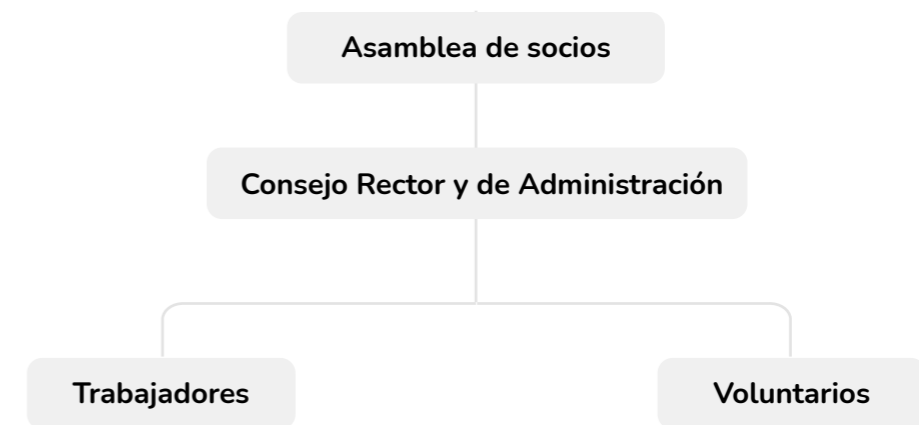 Asamblea de socios
Consejo Rector y de Administración
Trabajadores
Voluntarios